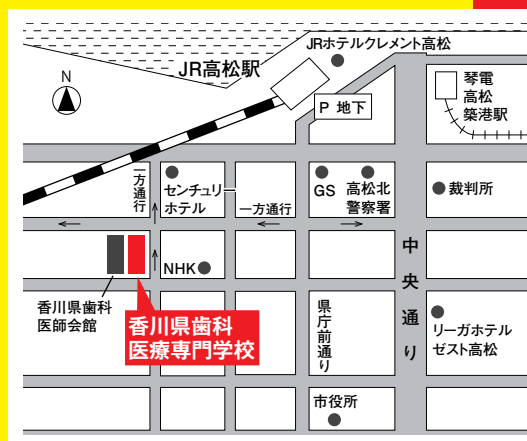 JRホテルクレメント高松
JR高松駅
N
P 地下
琴電
高松
築港駅
一方通行
センチュリー
ホテル
一方通行
GS
高松北
警察署
裁判所
NHK
中央通り
香川県歯科
医師会館
香川県歯科
医療専門学校
県庁前通り
リーガホテル
ゼスト高松
市役所